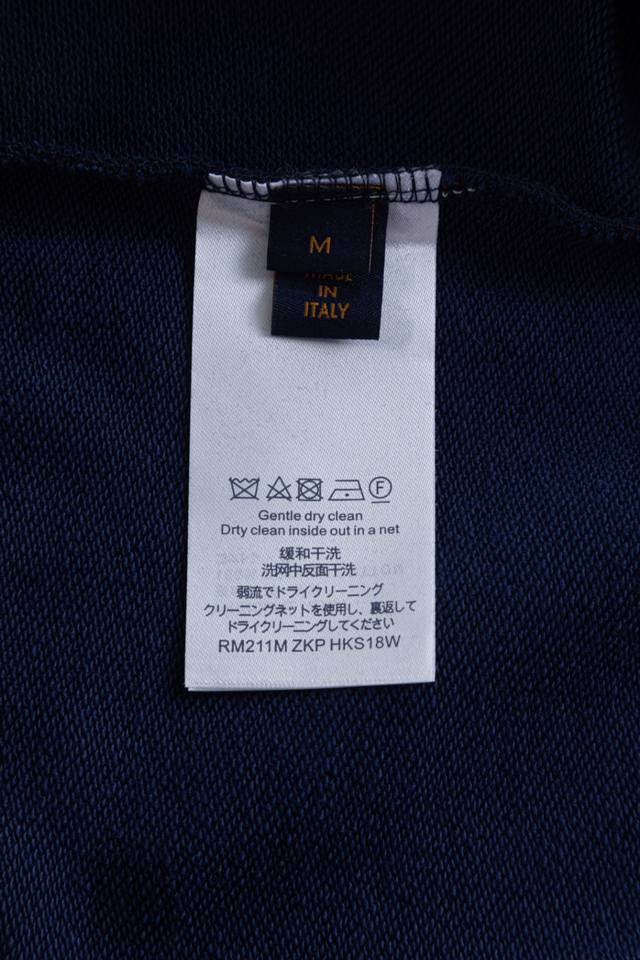 M
MADE
IN
ITALY
F
Gentle dry clean
Drty clean inside out in a net
缓和干洗
洗网中反面干洗
弱流でドライクリーニング
クリーニングネットを使用し、裏返して
ドライクリーニングしてください
RM211M ZKP HKS18W